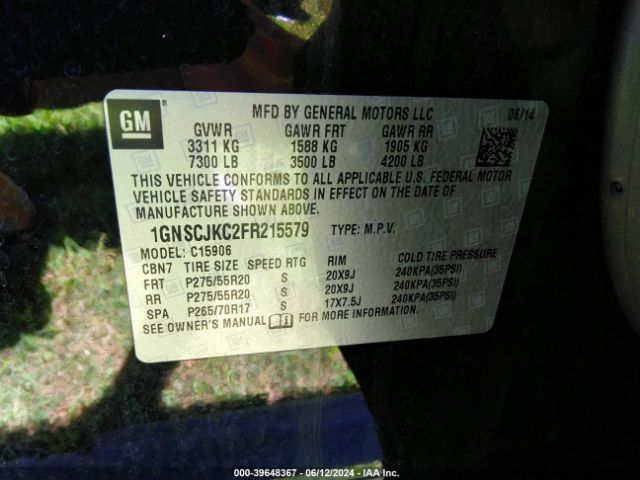 GM
MFD BY GENERAL MOTORS LLC 06/14
GVWR GAWR FRT GAWR RR
3311 KG 1588 KG 1905 KG
7300 LB 3500 LB 4200 LB
THIS VEHICLE CONFORMS TO ALL APPLICABLE U.S. FEDERAL MOTOR
VEHICLE SAFETY STANDARDS IN EFFECT ON THE DATE OF
MANUFACTURE SHOWN ABOVE.
1GNSCJKC2FR215579 TYPE: M.P.V.
MODEL: C15906
CBN7 TIRE SIZE SPEED RTG RIM COLD TIRE PRESSURE
FRT P275/55R20 S 20X9J 240KPA(35PSI)
RR P275/55R20 S 20X9J 240KPA(35PSI)
SPA P265/70R17 S 17X7.5J 240KPA(35PSI)
SEE OWNER'S MANUAL FOR MORE INFORMATION.
000-39648367 - 06/12/2024 - IAA Inc.